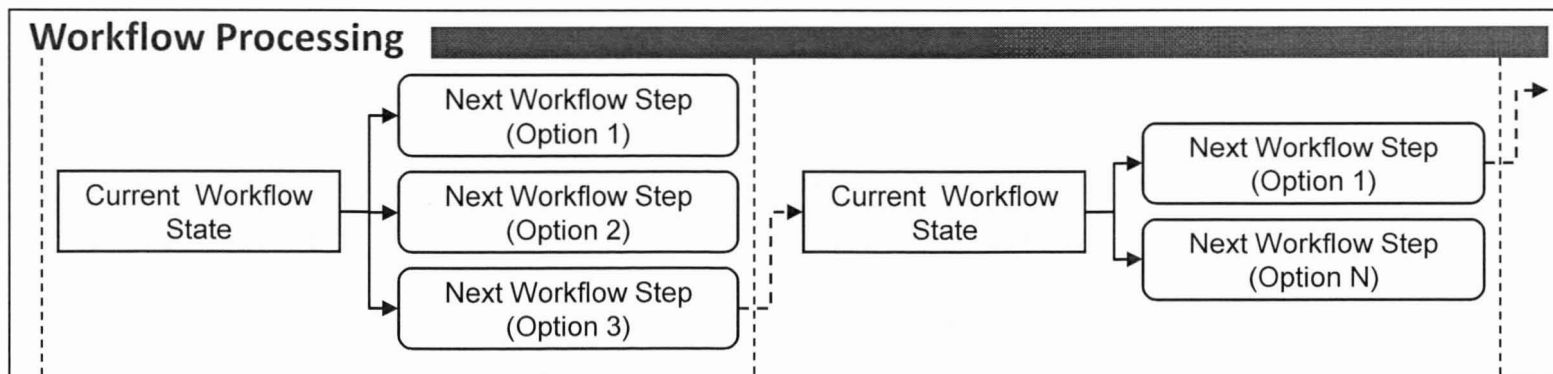 Workflow Processing
Next Workflow Step
(Option 1)
Current Workflow
State
Next Workflow Step
(Option 2)
Next Workflow Step
(Option 3)
Current Workflow
State
Next Workflow Step
(Option 1)
Next Workflow Step
(Option N)